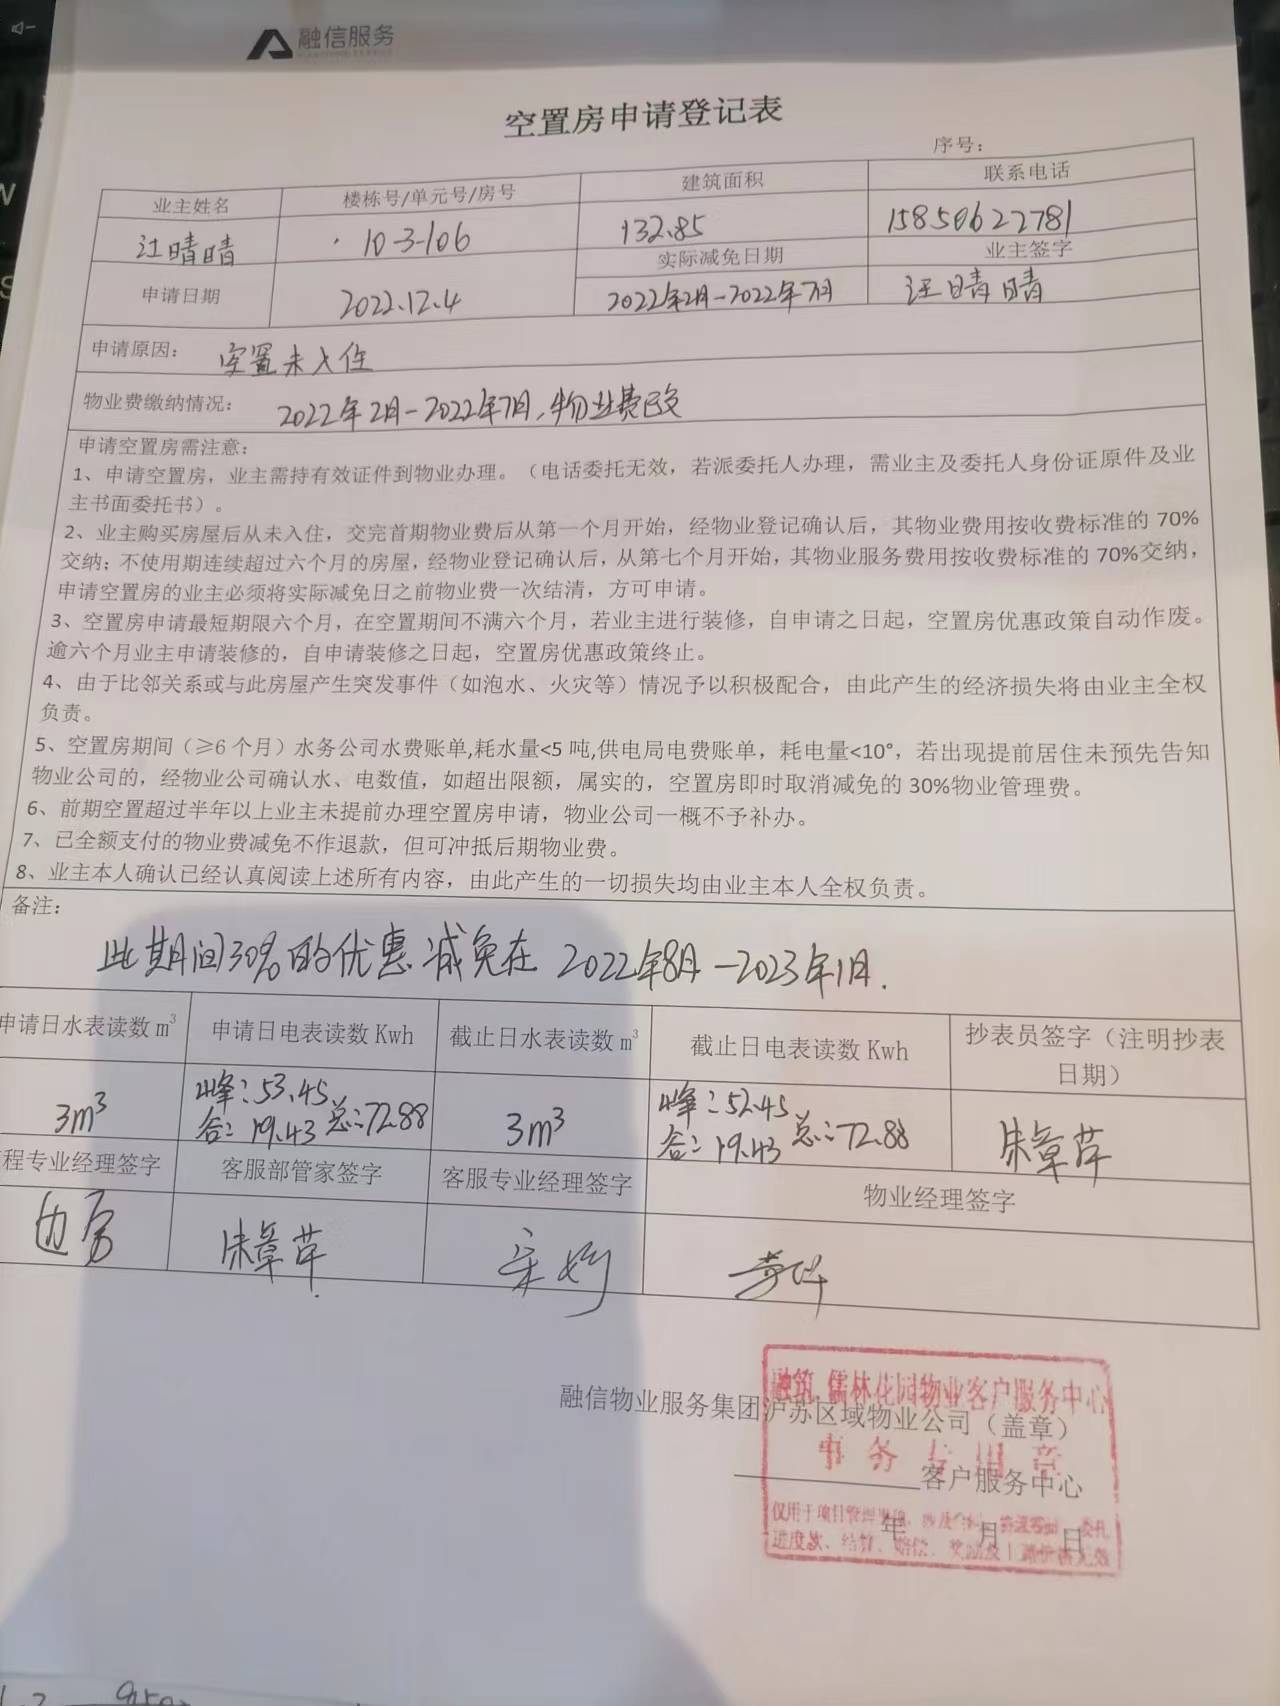 融信服务
空置房申请登记表
序号：
业主姓名 楼栋号/单元号/房号 建筑面积 联系电话
汪晴晴 10-3-106 132.85 15850622781
申请日期 2022.12.4 实际减免日期 业主签字
2022年2月-2022年7月 汪晴晴
申请原因： 空置未入住
物业费缴纳情况： 2022年2月-2022年7月，物业费已交
申请空置房需注意：
1、申请空置房，业主需持有效证件到物业办理。（电话委托无效，若派委托人办理，需业主及委托人身份证原件及业
主书面委托书）。
2、业主购买房屋后从未入住，交完首期物业费后从第一个月开始，经物业登记确认后，其物业费用按收费标准的 70%
交纳；不使用期连续超过六个月的房屋，经物业登记确认后，从第七个月开始，其物业服务费用按收费标准的 70%交纳，
申请空置房的业主必须将实际减免日之前物业费一次结清，方可申请。
3、空置房申请最短期限六个月，在空置期间不满六个月，若业主进行装修，自申请之日起，空置房优惠政策自动作废。
逾六个月业主申请装修的，自申请装修之日起，空置房优惠政策终止。
4、由于比邻关系或与此房屋产生突发事件（如泡水、火灾等）情况予以积极配合，由此产生的经济损失将由业主全权
负责。
5、空置房期间（≥6 个月）水务公司水费账单,耗水量<5 吨,供电局电费账单，耗电量<10°，若出现提前居住未预先告知
物业公司的，经物业公司确认水、电数值，如超出限额，属实的，空置房即时取消减免的 30%物业管理费。
6、前期空置超过半年以上业主未提前办理空置房申请，物业公司一概不予补办。
7、已全额支付的物业费减免不作退款，但可冲抵后期物业费。
8、业主本人确认已经认真阅读上述所有内容，由此产生的一切损失均由业主本人全权负责。
备注：
此期间30%的优惠减免在 2022年8月-2023年1月.
申请日水表读数 m³ 申请日电表读数 Kwh 截止日水表读数 m³ 截止日电表读数 Kwh 抄表员签字（注明抄表
日期）
3m³ 峰：53.45 谷：19.43 总：72.88 3m³ 峰：52.45 谷：19.43 总：72.88 朱章萍
程专业经理签字 客服部管家签字 客服专业经理签字 物业经理签字
朱章萍
融筑.儒林花园物业客户服务中心
融信物业服务集团沪苏区域物业公司（盖章）
事务专用章
客户服务中心
年 月 日